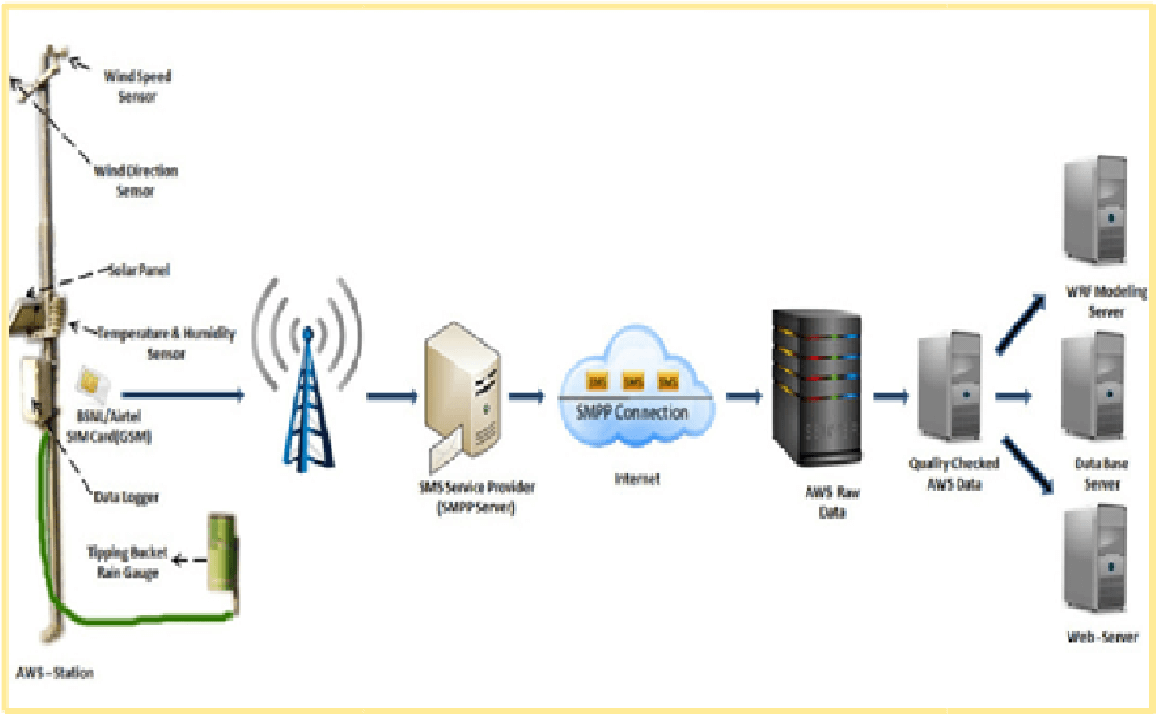 Wind Speed
Sensor
Wind Direction
Sensor
Solar Panel
Temperature & Humidity
Sensor
BSNL/Airtel
SIM Card(GSM)
Data Logger
Tipping Bucket
Rain Gauge
AWS-Station
SMS Service Provider
(SMPP Server)
SMS SMS SMS
SMPP Connection
Internet
AWS Raw
Data
Quality Checked
AWS Data
WRF Modeling
Server
Data Base
Server
Web-Server